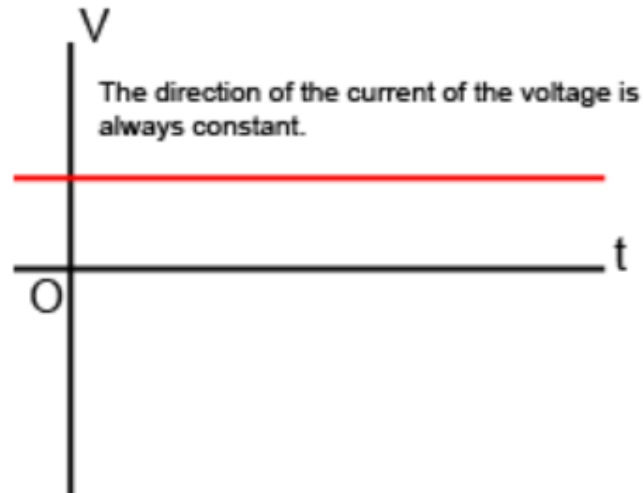 V
The direction of the current of the voltage is
always constant.
t
O